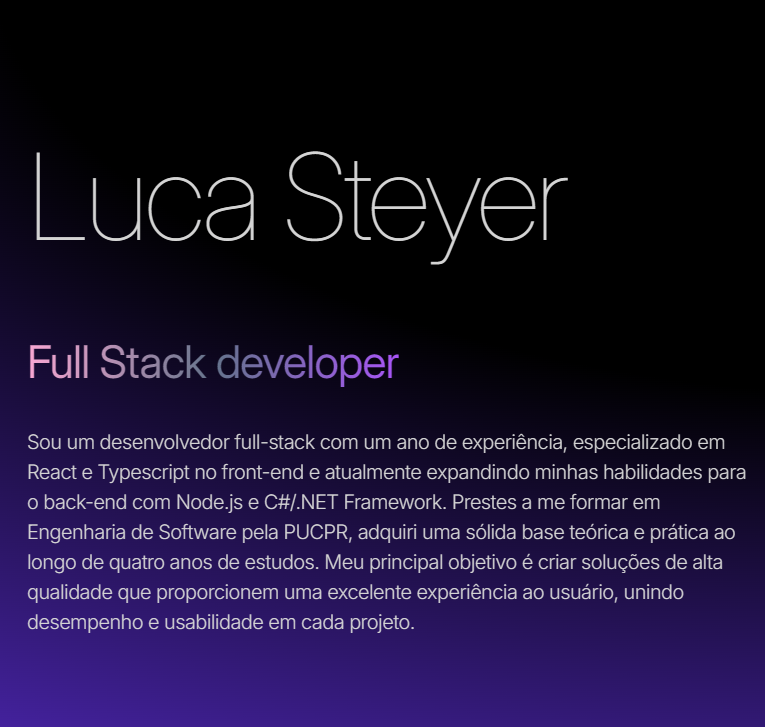 Luca Steyer
Full Stack developer
Sou um desenvolvedor full-stack com um ano de experiência, especializado em
React e Typescript no front-end e atualmente expandindo minhas habilidades para
o back-end com Node.js e C#/.NET Framework. Prestes a me formar em
Engenharia de Software pela PUCPR, adquiri uma sólida base teórica e prática ao
longo de quatro anos de estudos. Meu principal objetivo é criar soluções de alta
qualidade que proporcionem uma excelente experiência ao usuário, unindo
desempenho e usabilidade em cada projeto.